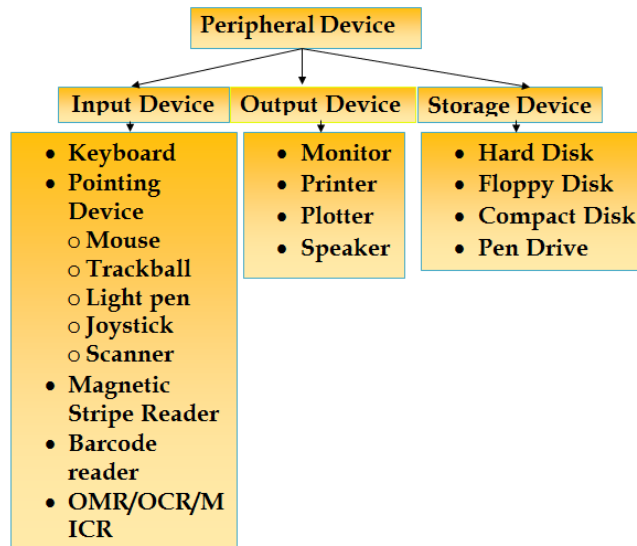 Peripheral Device
Input Device
Output Device
Storage Device
• Keyboard
• Pointing
Device
o Mouse
o Trackball
o Light pen
o Joystick
o Scanner
• Magnetic
Stripe Reader
• Barcode
reader
• OMR/OCR/M
ICR
• Monitor
• Printer
• Plotter
• Speaker
• Hard Disk
• Floppy Disk
• Compact Disk
• Pen Drive